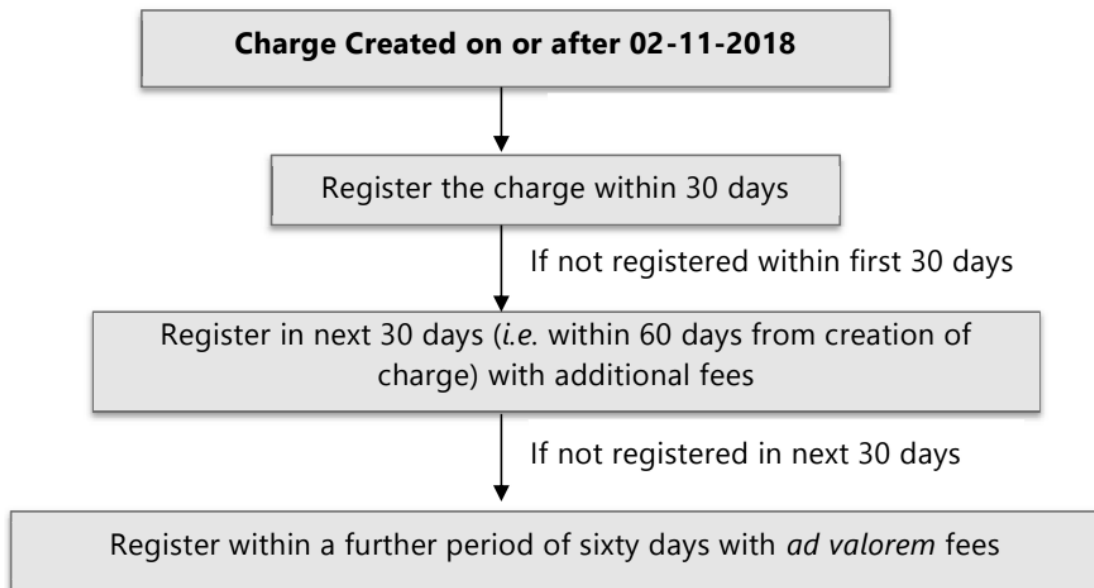 Charge Created on or after 02-11-2018
Register the charge within 30 days
If not registered within first 30 days
Register in next 30 days (i.e. within 60 days from creation of
charge) with additional fees
If not registered in next 30 days
Register within a further period of sixty days with ad valorem fees